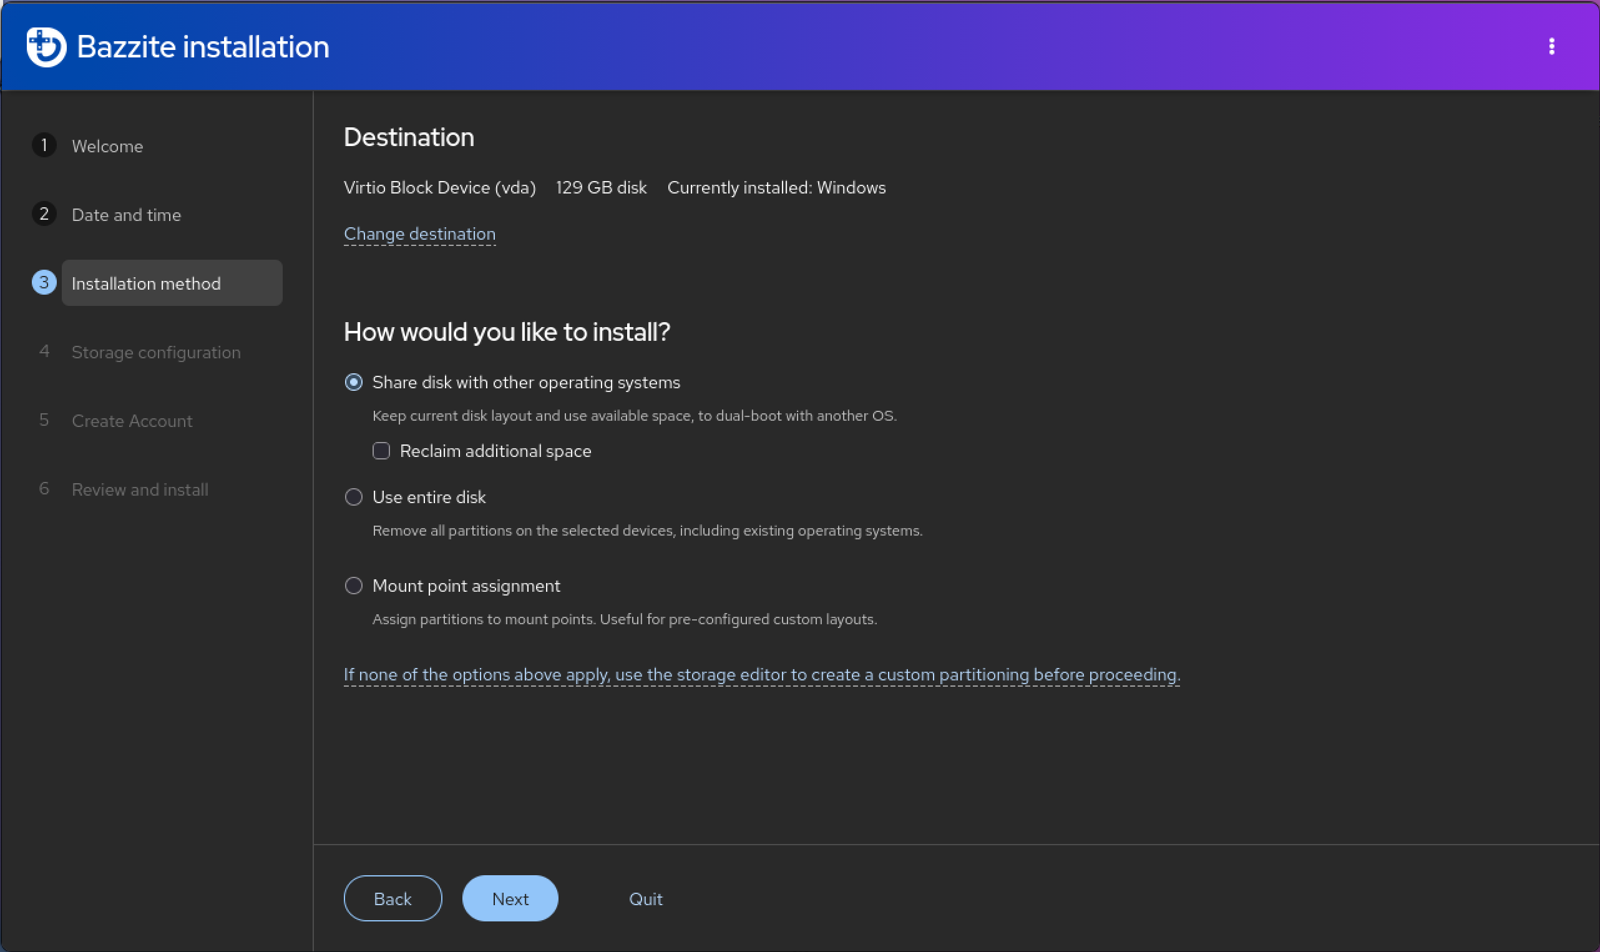 Bazzite installation
1 Welcome
2 Date and time
3 Installation method
4 Storage configuration
5 Create Account
6 Review and install
Destination
Virtio Block Device (vda) 129 GB disk Currently installed: Windows
Change destination
How would you like to install?
Share disk with other operating systems
Keep current disk layout and use available space, to dual-boot with another OS.
Reclaim additional space
Use entire disk
Remove all partitions on the selected devices, including existing operating systems.
Mount point assignment
Assign partitions to mount points. Useful for pre-configured custom layouts.
If none of the options above apply, use the storage editor to create a custom partitioning before proceeding.
Back Next Quit